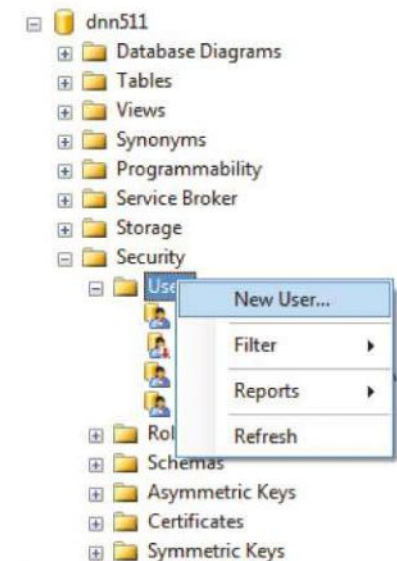 dnn511
Database Diagrams
Tables
Views
Synonyms
Programmability
Service Broker
Storage
Security
New User...
Filter
Reports
Refresh
Schemas
Asymmetric Keys
Certificates
Symmetric Keys